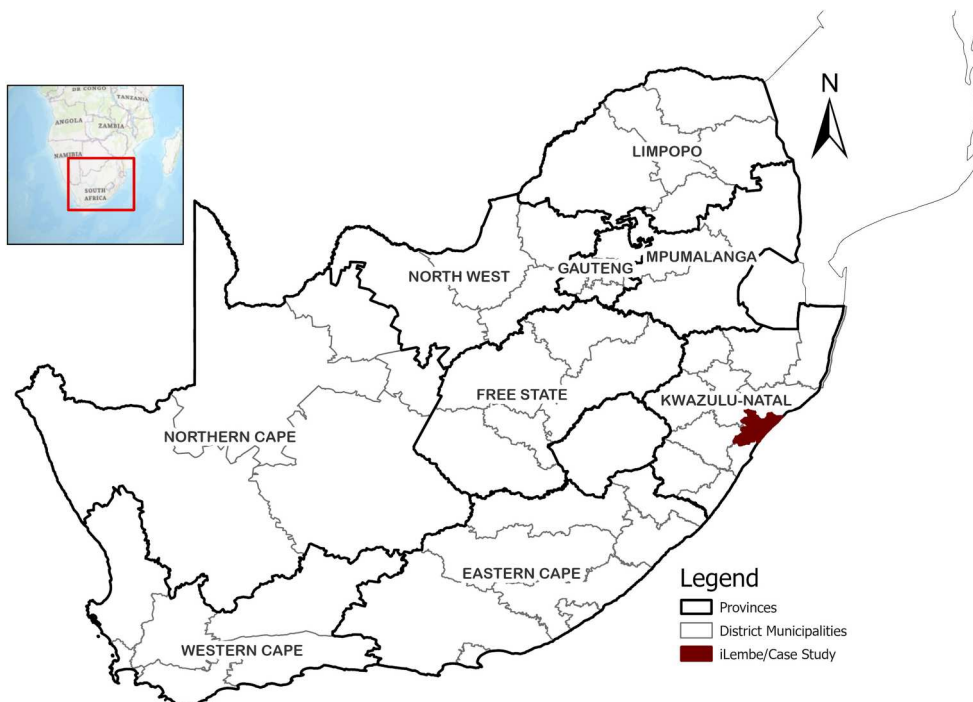 N
DR CONGO
TANZANIA
ANGOLA
ZAMBIA
NAMIBIA
SOUTH
AFRICA
LIMPOPO
NORTH WEST
GAUTENG
MPUMALANGA
FREE STATE
KWAZULU-NATAL
NORTHERN CAPE
EASTERN CAPE
WESTERN CAPE
Legend
Provinces
District Municipalities
iLembe/Case Study